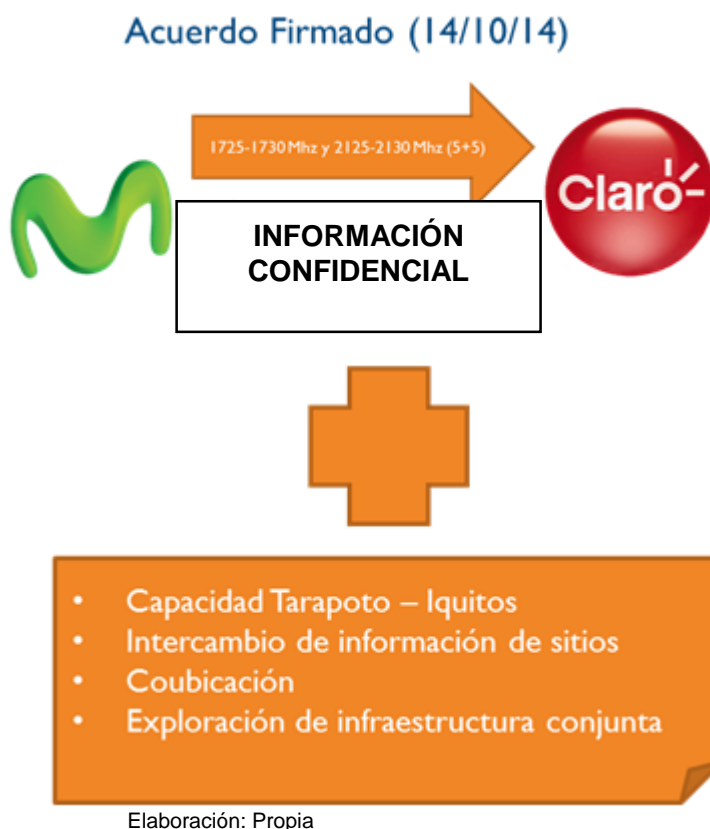 Acuerdo Firmado (14/10/14)
1725-1730 Mhz y 2125-2130 Mhz (5+5)
Claro
INFORMACIÓN
CONFIDENCIAL
• Capacidad Tarapoto – Iquitos
• Intercambio de información de sitios
• Coubicación
• Exploración de infraestructura conjunta
Elaboración: Propia